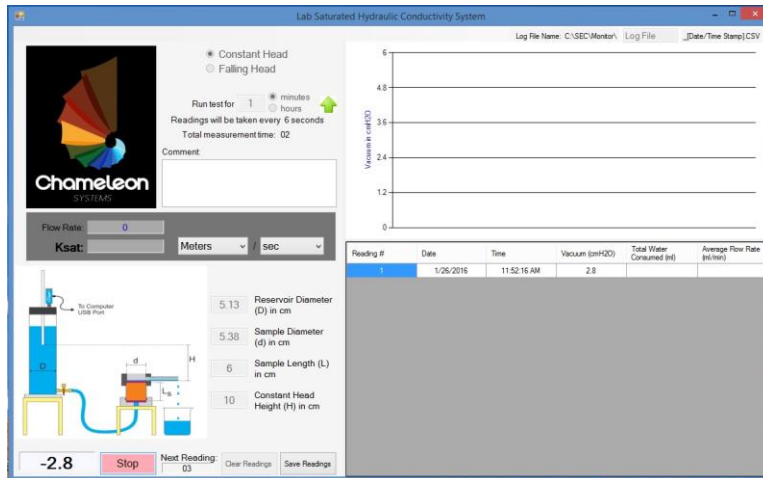 Lab Saturated Hydraulic Conductivity System
Log File Name: C:\SEC\Monitor\ Log File _[Date/Time Stamp].CSV
Constant Head
Falling Head
Run test for 1 minutes
hours
Readings will be taken every 6 seconds
Total measurement time: 02
Comment:
Chameleon
SYSTEMS
Flow Rate: 0
Ksat: Meters / sec
6
4.8
3.6
2.4
1.2
0
Vacuum in cmH2O
Reading # Date Time Vacuum (cmH2O) Total Water Consumed (ml) Average Flow Rate (ml/min)
1 1/26/2016 11:52:16 AM 2.8
To Computer
USB Port
D
d
H
Ls
5.13 Reservoir Diameter
(D) in cm
5.38 Sample Diameter
(d) in cm
6 Sample Length (L)
in cm
10 Constant Head
Height (H) in cm
-2.8 Stop Next Reading:
03
Clear Readings Save Readings